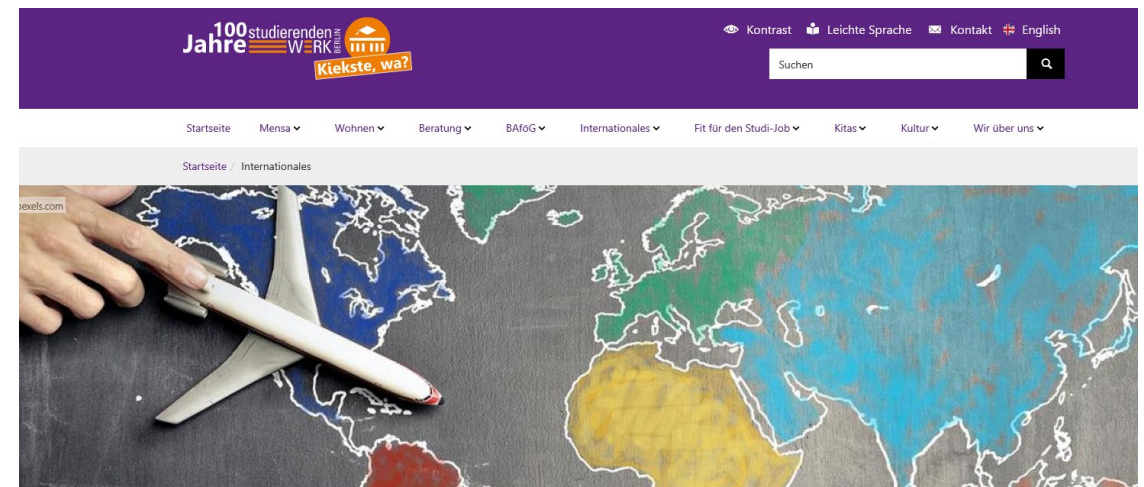 100 studierenden
Jahre WERK BERLIN
Kiekste, wa?
Kontrast Leichte Sprache Kontakt English
Suchen
Startseite Mensa Wohnen Beratung BAföG Internationales Fit für den Studi-Job Kitas Kultur Wir über uns
Startseite / Internationales
pexels.com